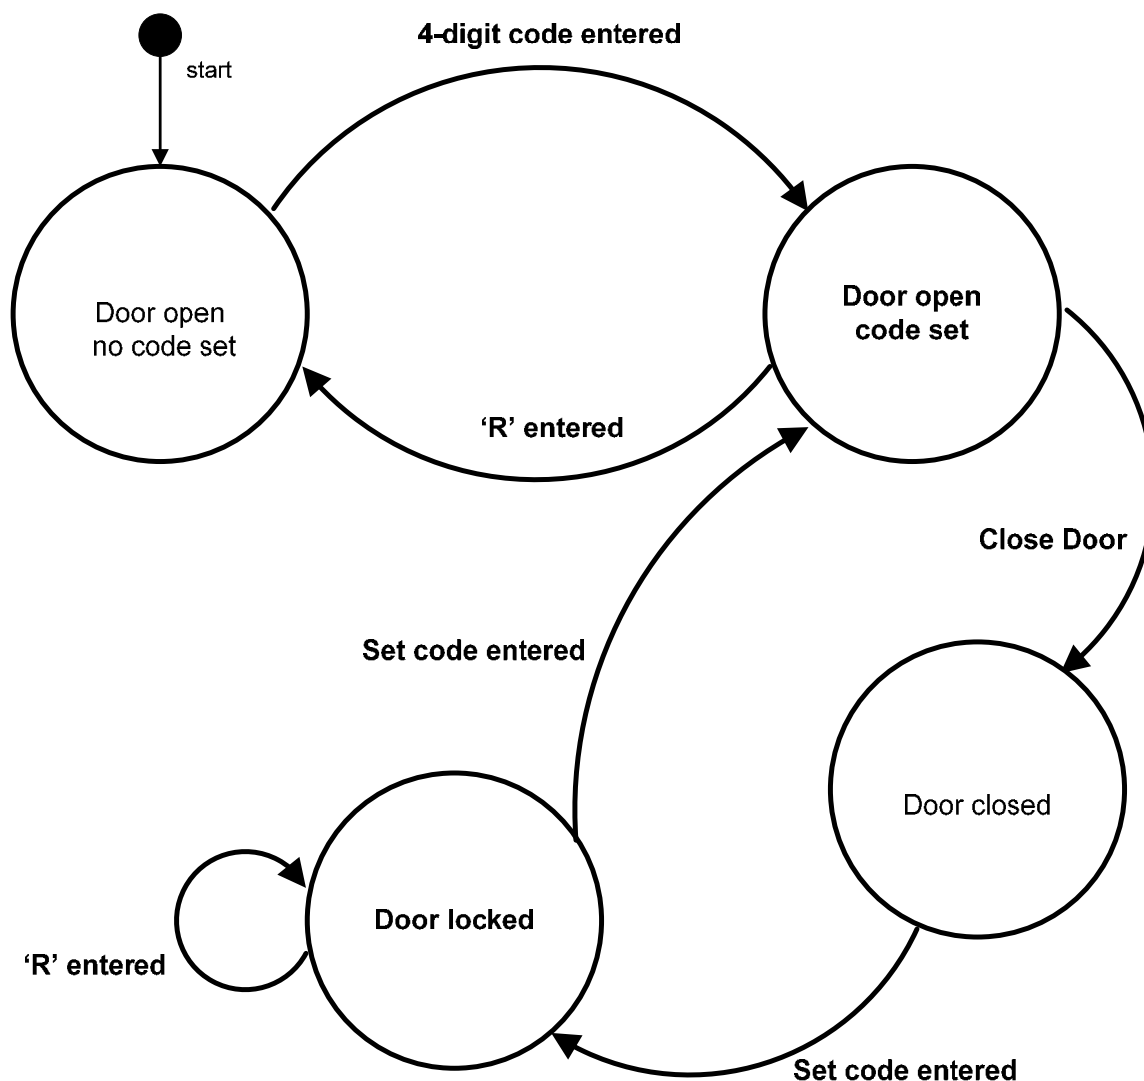 4-digit code entered
start
Door open
no code set
Door open
code set
‘R’ entered
Close Door
Set code entered
Door closed
Door locked
‘R’ entered
Set code entered